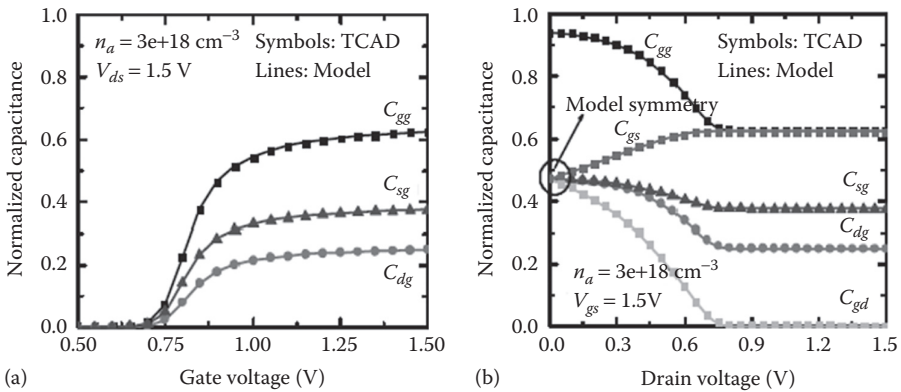 1.0
0.8
0.6
0.4
0.2
0.0
Normalized capacitance
n_a = 3e+18 cm⁻³
V_ds = 1.5 V
Symbols: TCAD
Lines: Model
C_gg
C_sg
C_dg
0.50 0.75 1.00 1.25 1.50
(a)
Gate voltage (V)
1.0
0.8
0.6
0.4
0.2
0.0
Normalized capacitance
C_gg
Symbols: TCAD
Lines: Model
Model symmetry
C_gs
C_sg
C_dg
n_a = 3e+18 cm⁻³
V_gs = 1.5V
C_gd
0.0 0.3 0.6 0.9 1.2 1.5
(b)
Drain voltage (V)